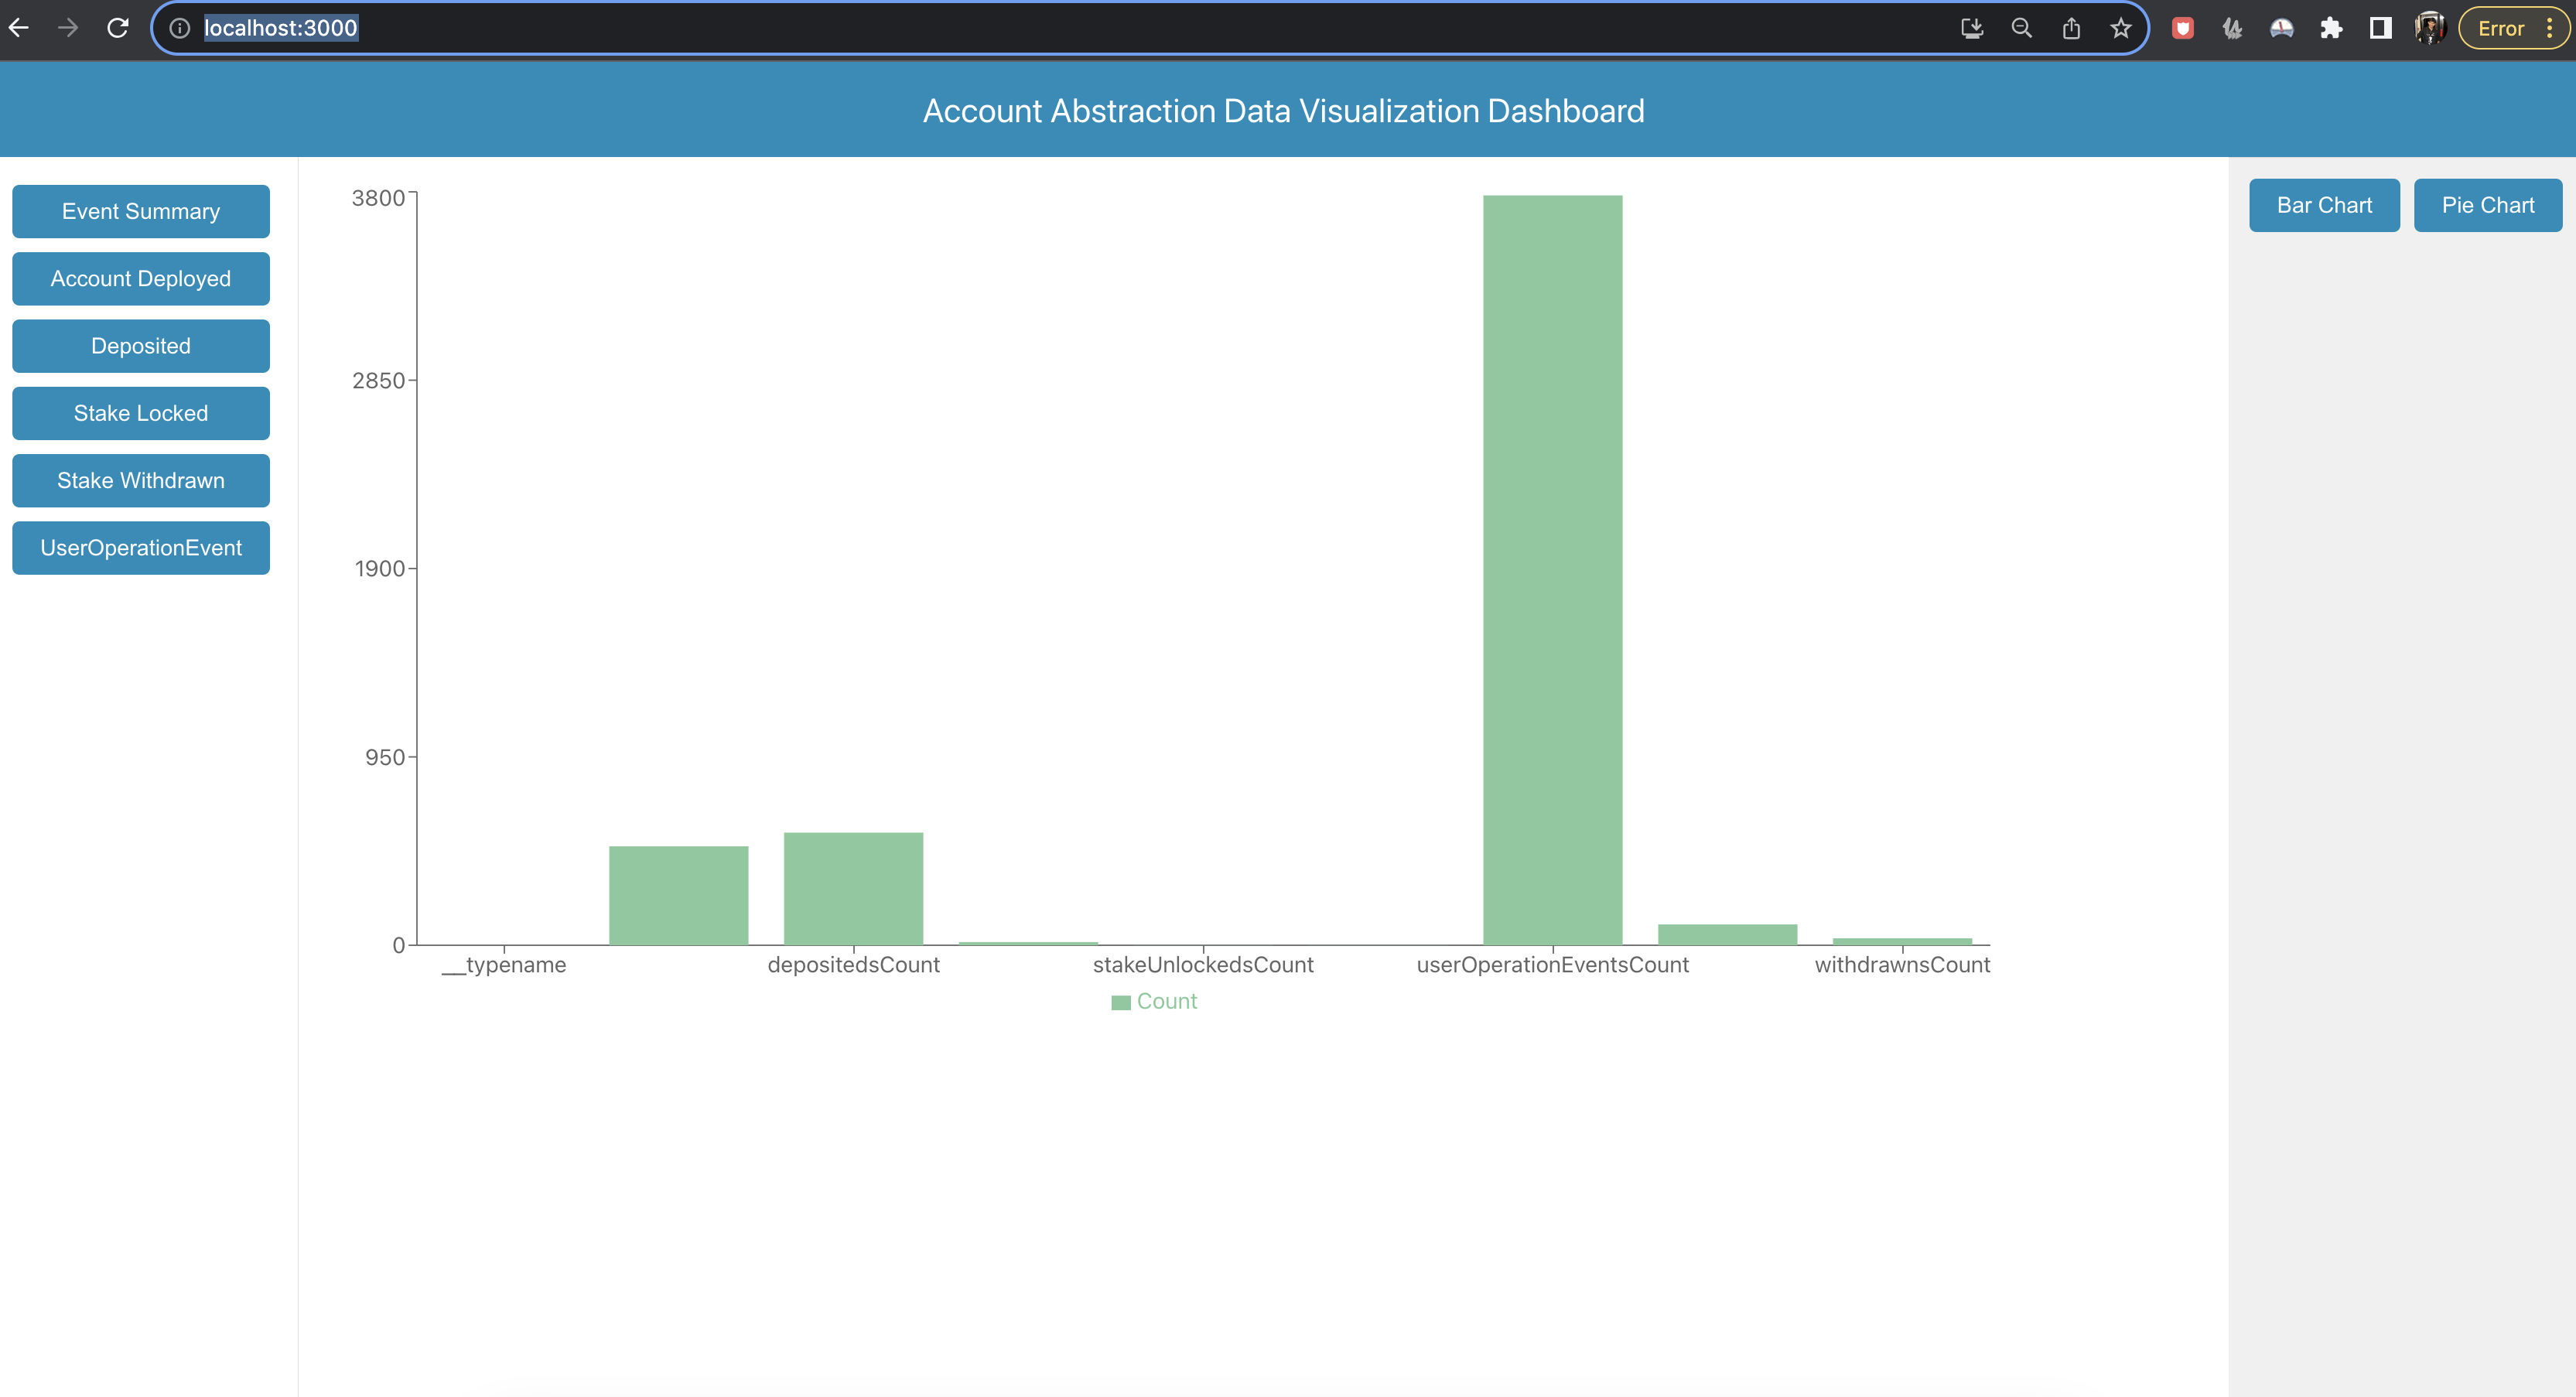 localhost:3000
Error
Account Abstraction Data Visualization Dashboard
Event Summary
Account Deployed
Deposited
Stake Locked
Stake Withdrawn
UserOperationEvent
3800
2850
1900
950
0
__typename depositedsCount stakeUnlockedsCount userOperationEventsCount withdrawnsCount
Count
Bar Chart Pie Chart